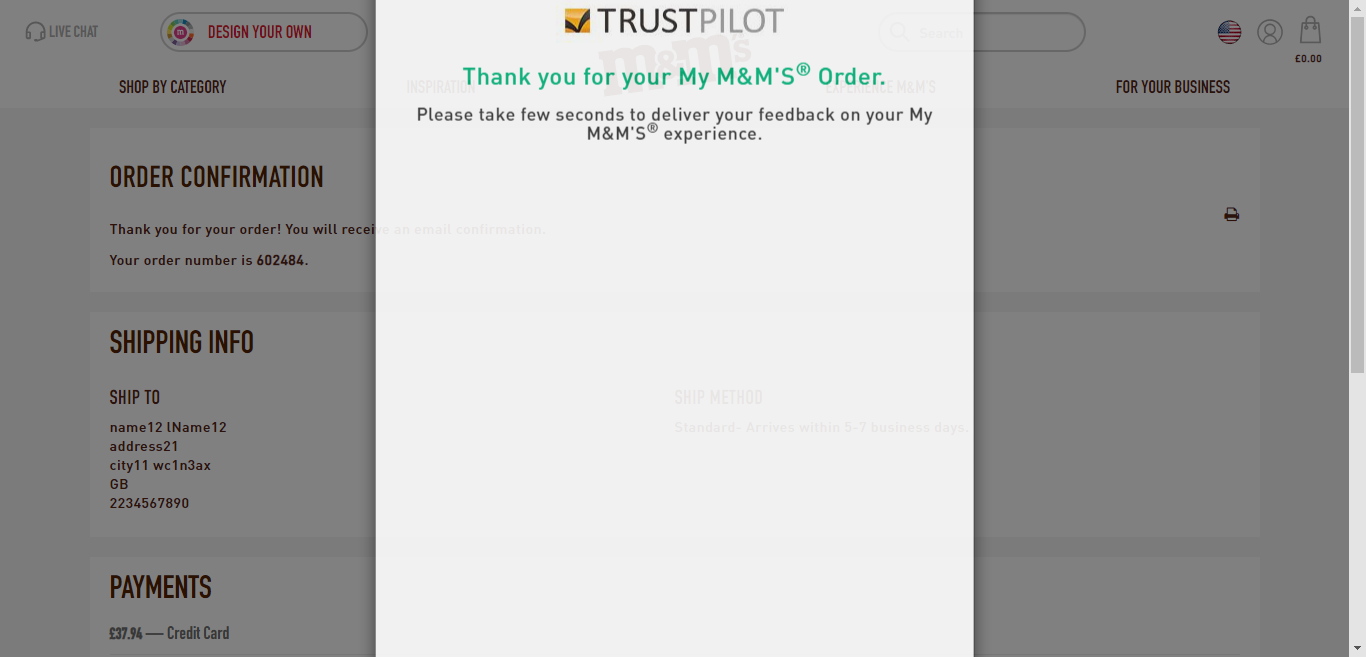 LIVE CHAT
DESIGN YOUR OWN
TRUSTPILOT
m&m's
Search
£0.00
SHOP BY CATEGORY
INSPIRATION
EXPERIENCE M&M'S
FOR YOUR BUSINESS
Thank you for your My M&M'S® Order.
Please take few seconds to deliver your feedback on your My
M&M'S® experience.
ORDER CONFIRMATION
Thank you for your order! You will receive an email confirmation.
Your order number is 602484.
SHIPPING INFO
SHIP TO
name12 lName12
address21
city11 wc1n3ax
GB
2234567890
SHIP METHOD
Standard- Arrives within 5-7 business days.
PAYMENTS
£37.94 — Credit Card